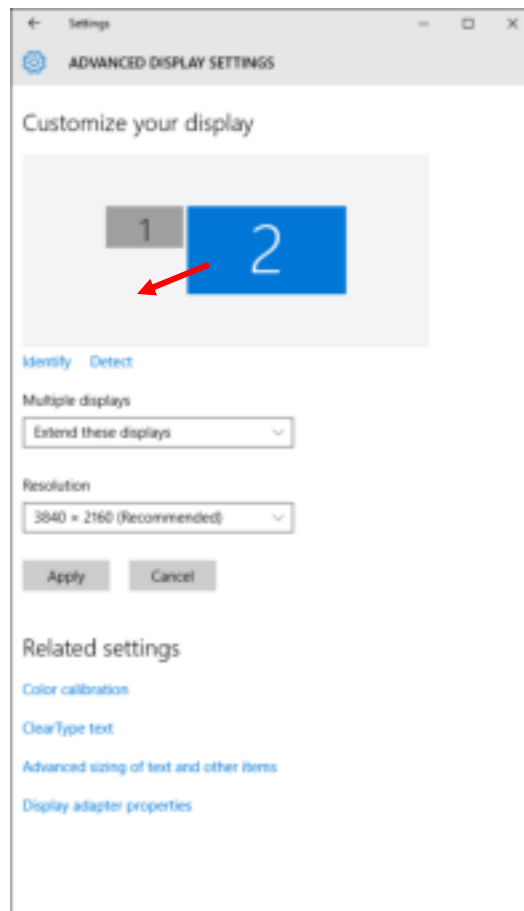 Settings
ADVANCED DISPLAY SETTINGS
Customize your display
1
2
Identify Detect
Multiple displays
Extend these displays
Resolution
3840 × 2160 (Recommended)
Apply Cancel
Related settings
Color calibration
ClearType text
Advanced sizing of text and other items
Display adapter properties